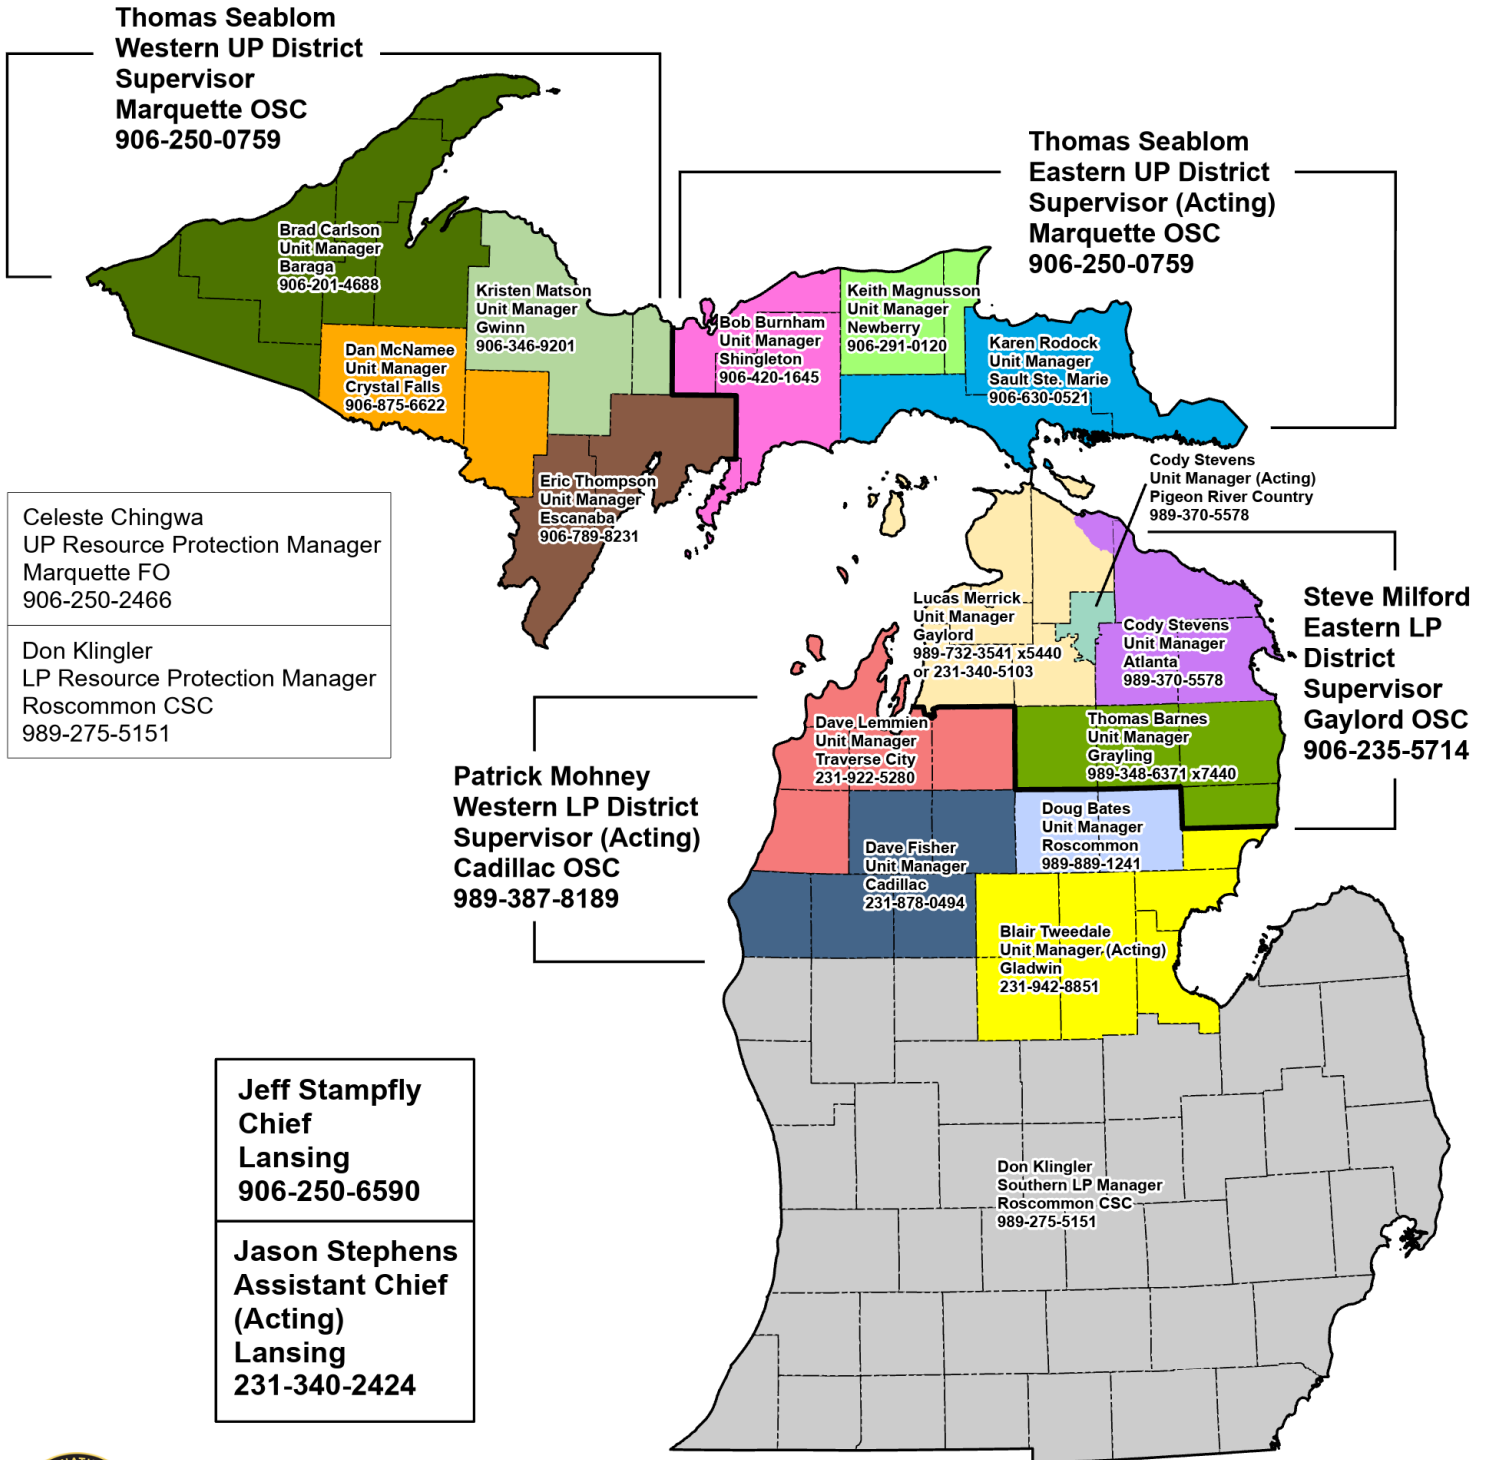 Thomas Seablom
Western UP District
Supervisor
Marquette OSC
906-250-0759
Thomas Seablom
Eastern UP District
Supervisor (Acting)
Marquette OSC
906-250-0759
Brad Carlson
Unit Manager
Baraga
906-201-4688
Kristen Matson
Unit Manager
Gwinn
906-346-9201
Bob Burnham
Unit Manager
Shingleton
906-420-1645
Keith Magnusson
Unit Manager
Newberry
906-291-0120
Karen Rodock
Unit Manager
Sault Ste. Marie
906-630-0521
Dan McNamee
Unit Manager
Crystal Falls
906-875-6622
Eric Thompson
Unit Manager
Escanaba
906-789-8231
Cody Stevens
Unit Manager (Acting)
Pigeon River Country
989-370-5578
Celeste Chingwa
UP Resource Protection Manager
Marquette FO
906-250-2466
Don Klingler
LP Resource Protection Manager
Roscommon CSC
989-275-5151
Lucas Merrick
Unit Manager
Gaylord
989-732-3541 x5440
or 231-340-5103
Cody Stevens
Unit Manager
Atlanta
989-370-5578
Steve Milford
Eastern LP
District
Supervisor
Gaylord OSC
906-235-5714
Dave Lemmien
Unit Manager
Traverse City
231-922-5280
Thomas Barnes
Unit Manager
Grayling
989-348-6371 x7440
Patrick Mohney
Western LP District
Supervisor (Acting)
Cadillac OSC
989-387-8189
Dave Fisher
Unit Manager
Cadillac
231-878-0494
Doug Bates
Unit Manager
Roscommon
989-889-1241
Blair Tweedale
Unit Manager (Acting)
Gladwin
231-942-8851
Don Klingler
Southern LP Manager
Roscommon CSC
989-275-5151
Jeff Stampfly
Chief
Lansing
906-250-6590
Jason Stephens
Assistant Chief
(Acting)
Lansing
231-340-2424